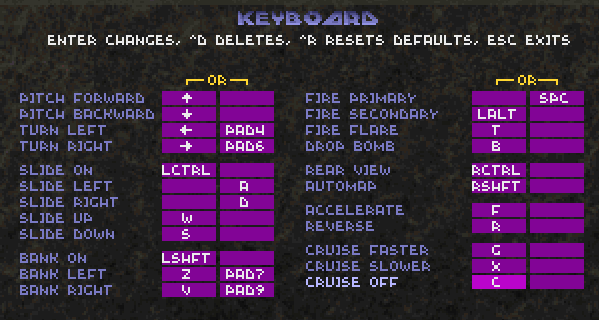 KEYBOARD
ENTER CHANGES, ^D DELETES, ^R RESETS DEFAULTS, ESC EXITS
OR
PITCH FORWARD ↑
PITCH BACKWARD ↓
TURN LEFT ← PAD4
TURN RIGHT → PAD6
SLIDE ON LCTRL
SLIDE LEFT A
SLIDE RIGHT D
SLIDE UP W
SLIDE DOWN S
BANK ON LSHFT
BANK LEFT Z PAD7
BANK RIGHT V PAD9
OR
FIRE PRIMARY SPC
FIRE SECONDARY LALT
FIRE FLARE T
DROP BOMB B
REAR VIEW RCTRL
AUTOMAP RSHFT
ACCELERATE F
REVERSE R
CRUISE FASTER G
CRUISE SLOWER X
CRUISE OFF C